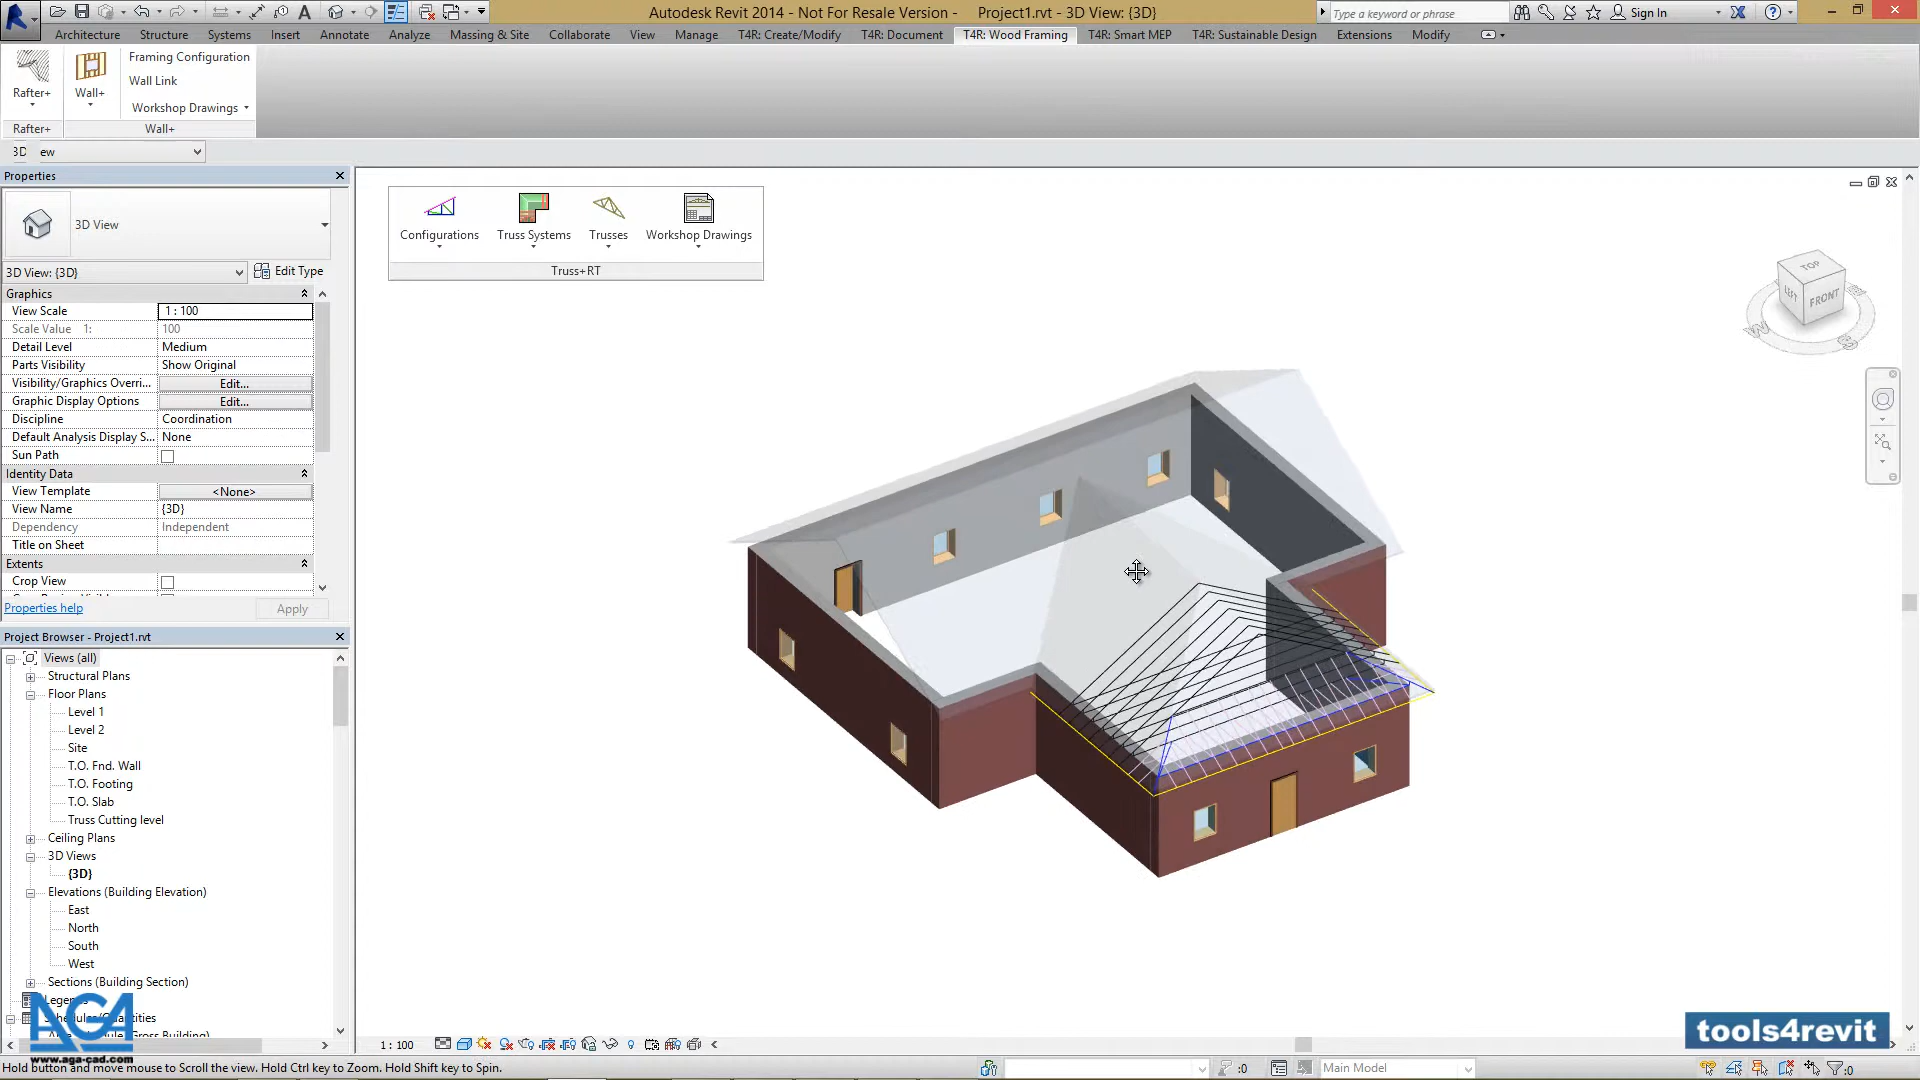 Autodesk Revit 2014 - Not For Resale Version - Project1.rvt - 3D View: {3D}
Type a keyword or phrase
Sign In
Architecture Structure Systems Insert Annotate Analyze Massing & Site Collaborate View Manage T4R: Create/Modify T4R: Document T4R: Wood Framing T4R: Smart MEP T4R: Sustainable Design Extensions Modify
Rafter+
Wall+
Framing Configuration
Wall Link
Workshop Drawings
Rafter+
Wall+
3D ew
Properties
3D View
3D View: {3D}
Edit Type
Graphics
View Scale 1 : 100
Scale Value 1: 100
Detail Level Medium
Parts Visibility Show Original
Visibility/Graphics Overri... Edit...
Graphic Display Options Edit...
Discipline Coordination
Default Analysis Display S... None
Sun Path
Identity Data
View Template <None>
View Name {3D}
Dependency Independent
Title on Sheet
Extents
Crop View
Properties help
Apply
Project Browser - Project1.rvt
Views (all)
Structural Plans
Floor Plans
Level 1
Level 2
Site
T.O. Fnd. Wall
T.O. Footing
T.O. Slab
Truss Cutting level
Ceiling Plans
3D Views
{3D}
Elevations (Building Elevation)
East
North
South
West
Sections (Building Section)
AGA
www.aga-cad.com
Configurations
Truss Systems
Trusses
Workshop Drawings
Truss+RT
TOP
LEFT
FRONT
W
S
1 : 100
tools4revit
Hold button and move mouse to Scroll the view. Hold Ctrl key to Zoom. Hold Shift key to Spin.
:0
Main Model
:0